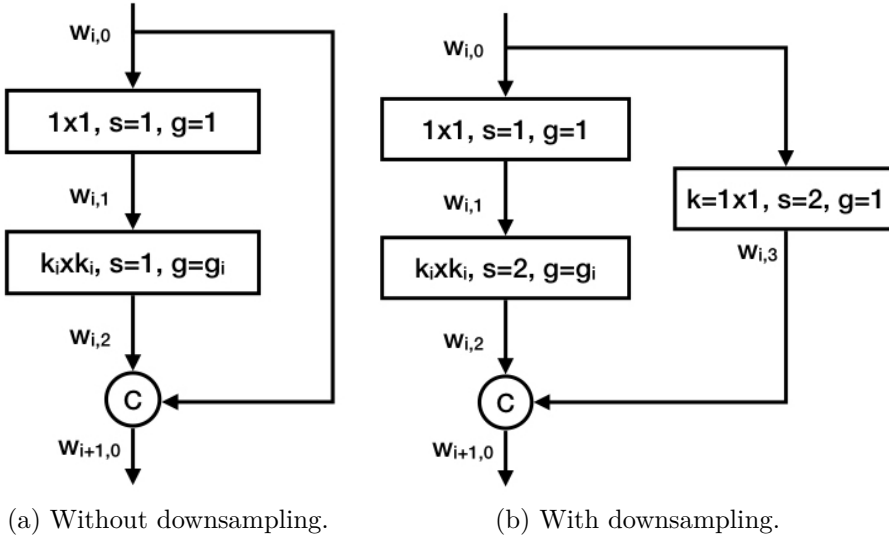 w_{i,0}
1x1, s=1, g=1
w_{i,1}
k_i x k_i, s=1, g=g_i
w_{i,2}
C
w_{i+1,0}
(a) Without downsampling.
w_{i,0}
1x1, s=1, g=1
w_{i,1}
k=1x1, s=2, g=1
w_{i,3}
k_i x k_i, s=2, g=g_i
w_{i,2}
C
w_{i+1,0}
(b) With downsampling.